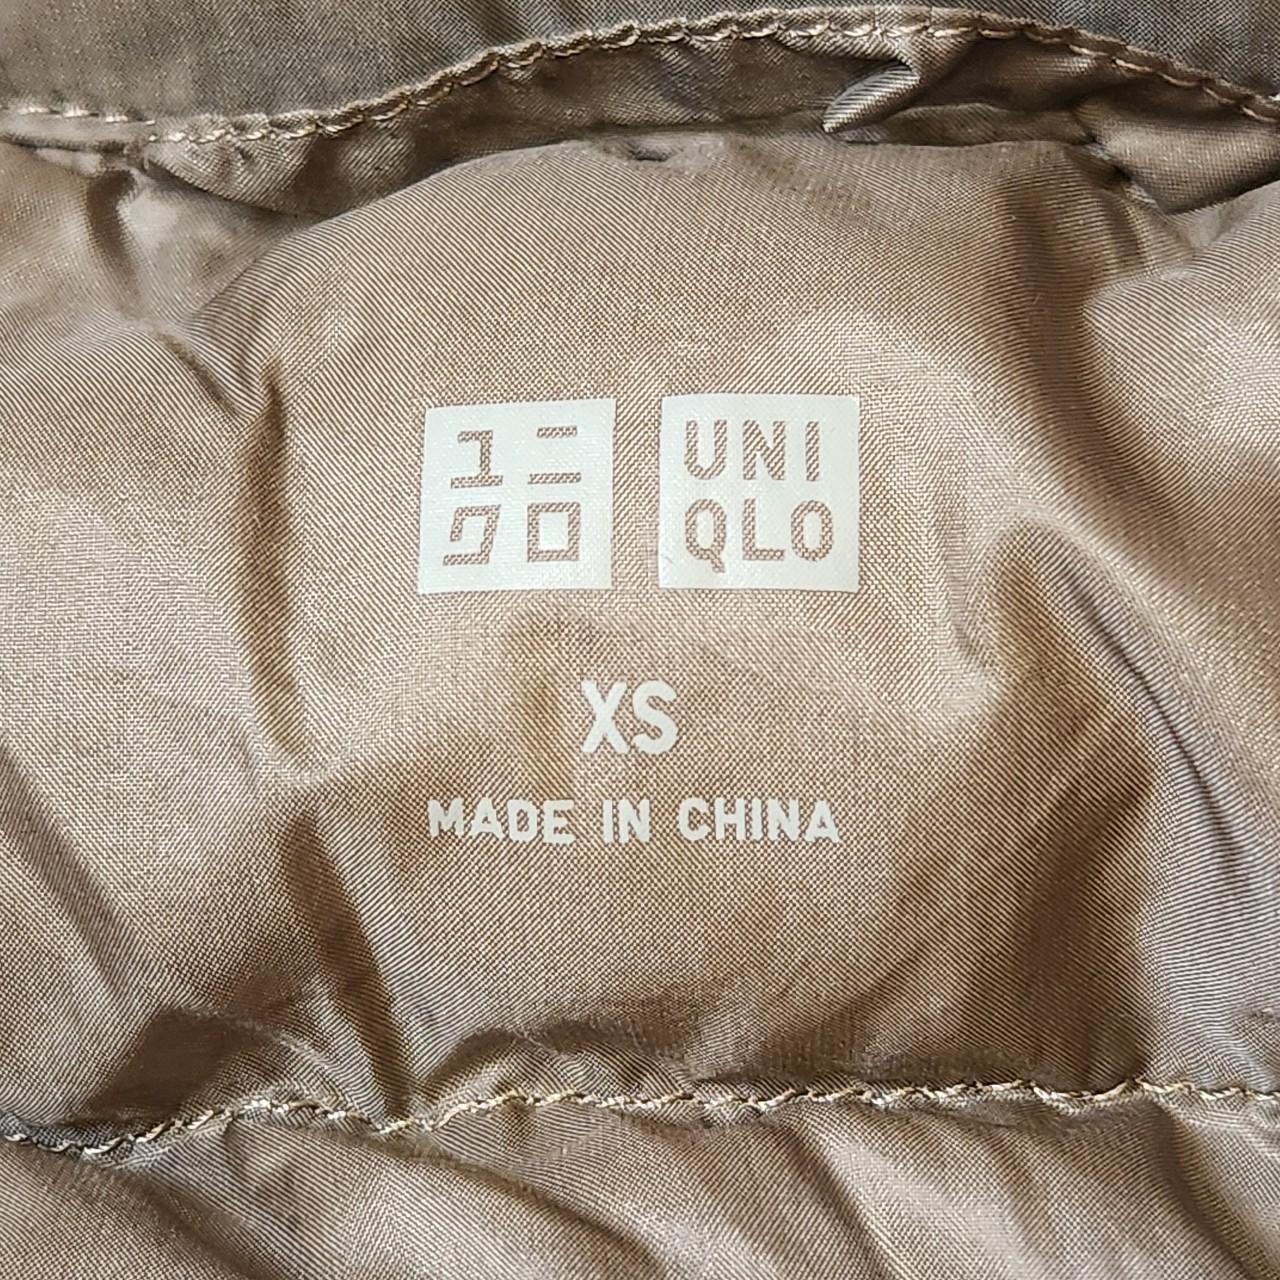 ユニ
クロ
UNI
QLO
XS
MADE IN CHINA